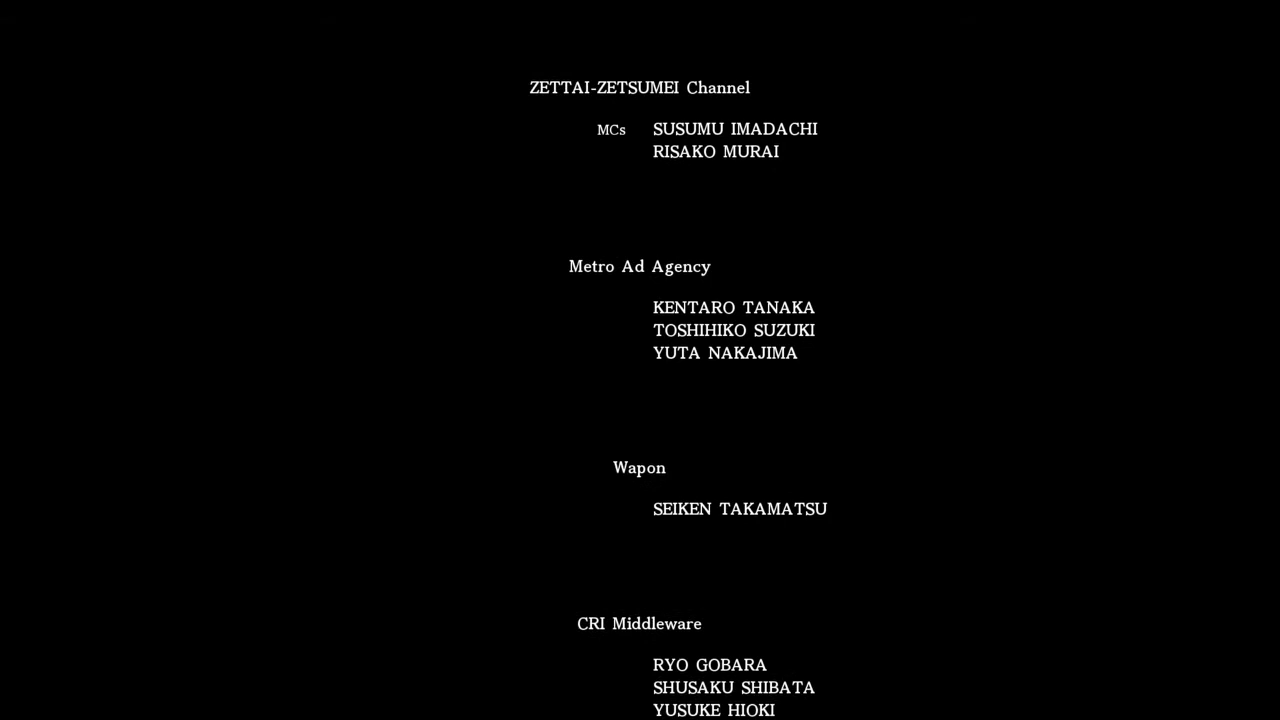 ZETTAI-ZETSUMEI Channel
MCs SUSUMU IMADACHI
RISAKO MURAI
Metro Ad Agency
KENTARO TANAKA
TOSHIHIKO SUZUKI
YUTA NAKAJIMA
Wapon
SEIKEN TAKAMATSU
CRI Middleware
RYO GOBARA
SHUSAKU SHIBATA
YUSUKE HIOKI